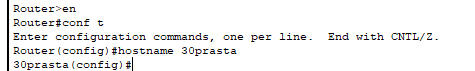 Router>en
Router#conf t
Enter configuration commands, one per line.  End with CNTL/Z.
Router(config)#hostname 30prasta
30prasta(config)#